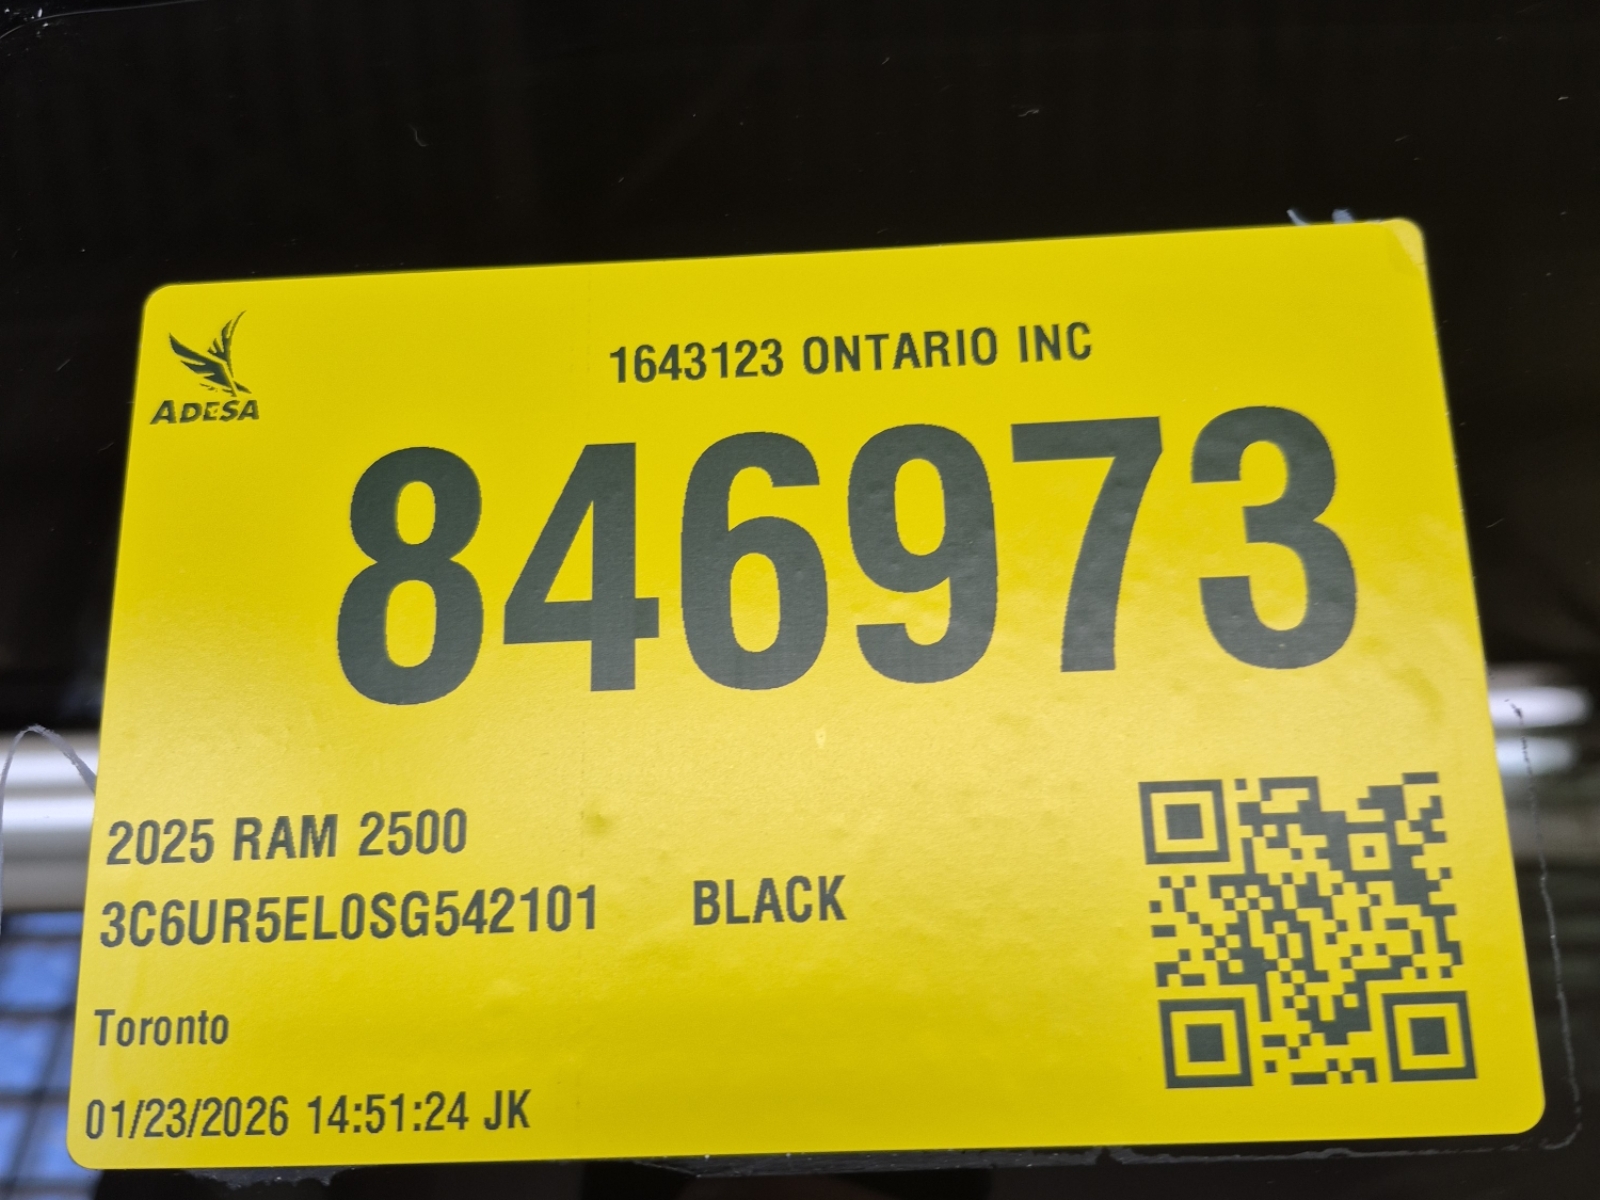 ADESA
1643123 ONTARIO INC
846973
2025 RAM 2500
3C6UR5EL0SG542101 BLACK
Toronto
01/23/2026 14:51:24 JK